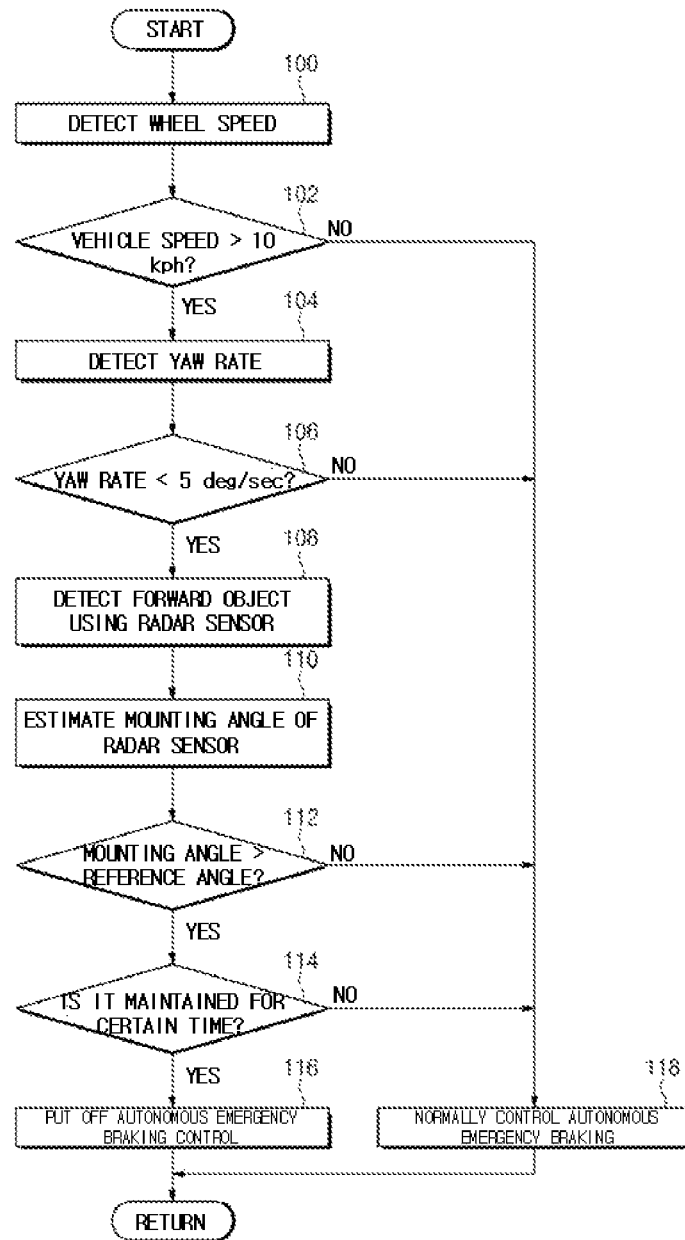 START
100
DETECT WHEEL SPEED
102
VEHICLE SPEED > 10
kph?
NO
YES
104
DETECT YAW RATE
106
YAW RATE < 5 deg/sec?
NO
YES
108
DETECT FORWARD OBJECT
USING RADAR SENSOR
110
ESTIMATE MOUNTING ANGLE OF
RADAR SENSOR
112
MOUNTING ANGLE >
REFERENCE ANGLE?
NO
YES
114
IS IT MAINTAINED FOR
CERTAIN TIME?
NO
YES
116
PUT OFF AUTONOMOUS EMERGENCY
BRAKING CONTROL
118
NORMALLY CONTROL AUTONOMOUS
EMERGENCY BRAKING
RETURN